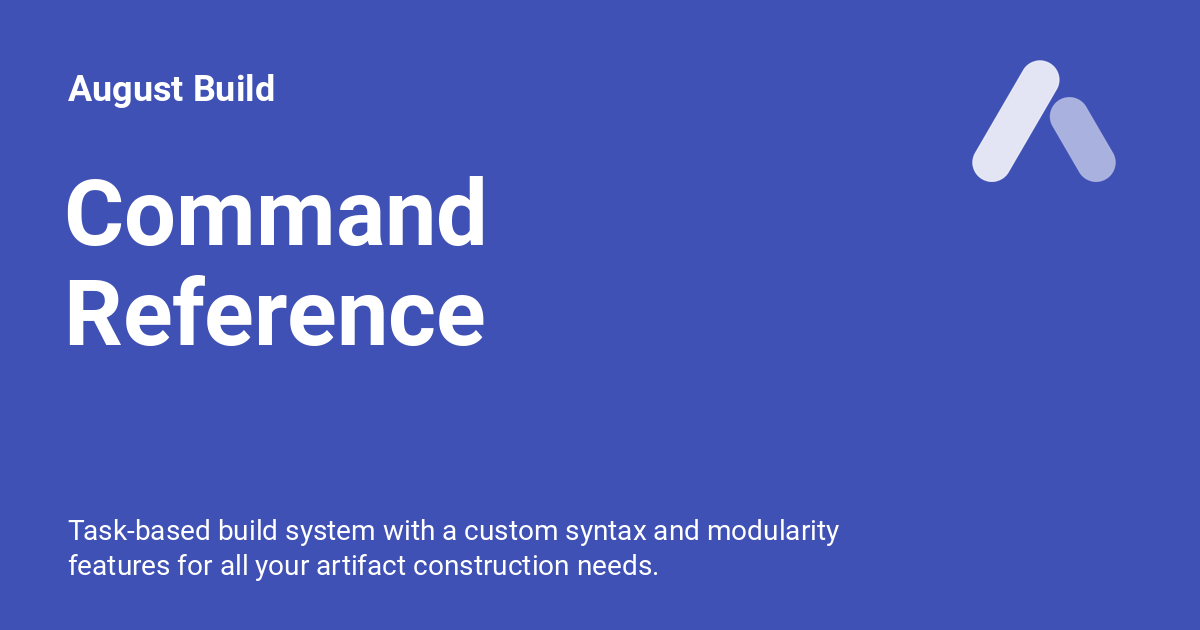 August Build
Command
Reference
Task-based build system with a custom syntax and modularity
features for all your artifact construction needs.